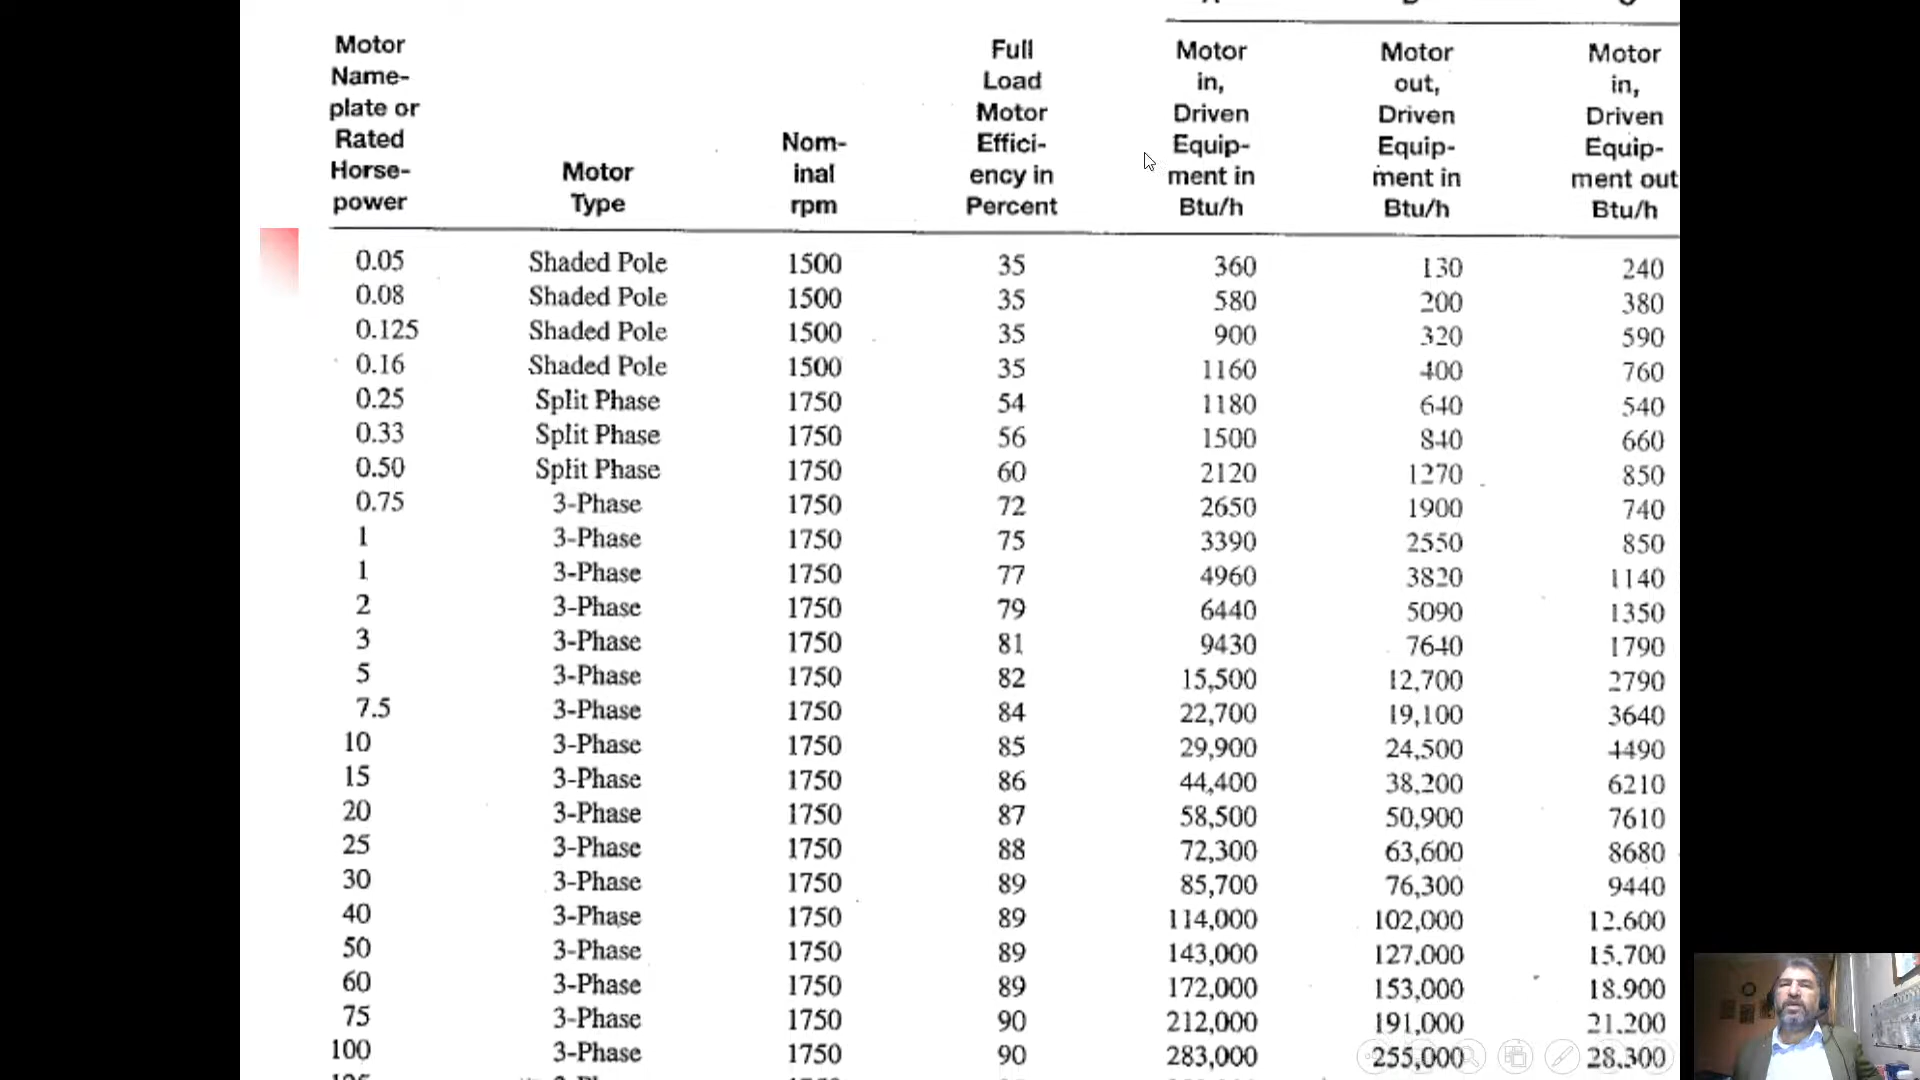 Motor Name- plate or Rated Horse- power | Motor Type | Nom- inal rpm | Full Load Motor Effici- ency in Percent | Motor in, Driven Equip- ment in Btu/h | Motor out, Driven Equip- ment in Btu/h | Motor in, Driven Equip- ment out Btu/h
0.05 Shaded Pole 1500 35 360 130 240
0.08 Shaded Pole 1500 35 580 200 380
0.125 Shaded Pole 1500 35 900 320 590
0.16 Shaded Pole 1500 35 1160 400 760
0.25 Split Phase 1750 54 1180 640 540
0.33 Split Phase 1750 56 1500 840 660
0.50 Split Phase 1750 60 2120 1270 850
0.75 3-Phase 1750 72 2650 1900 740
1 3-Phase 1750 75 3390 2550 850
1 3-Phase 1750 77 4960 3820 1140
2 3-Phase 1750 79 6440 5090 1350
3 3-Phase 1750 81 9430 7640 1790
5 3-Phase 1750 82 15,500 12,700 2790
7.5 3-Phase 1750 84 22,700 19,100 3640
10 3-Phase 1750 85 29,900 24,500 4490
15 3-Phase 1750 86 44,400 38,200 6210
20 3-Phase 1750 87 58,500 50,900 7610
25 3-Phase 1750 88 72,300 63,600 8680
30 3-Phase 1750 89 85,700 76,300 9440
40 3-Phase 1750 89 114,000 102,000 12.600
50 3-Phase 1750 89 143,000 127,000 15,700
60 3-Phase 1750 89 172,000 153,000 18.900
75 3-Phase 1750 90 212,000 191,000 21,200
100 3-Phase 1750 90 283,000 255,000 28.300